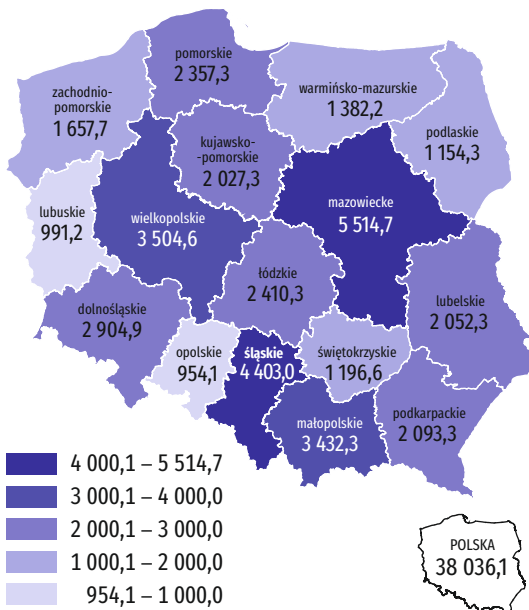 pomorskie
2 357,3
warmińsko-mazurskie
1 382,2
zachodnio-
pomorskie
1 657,7
podlaskie
1 154,3
kujawsko-
-pomorskie
2 027,3
lubuskie
991,2
wielkopolskie
3 504,6
mazowieckie
5 514,7
łódzkie
2 410,3
lubelskie
2 052,3
dolnośląskie
2 904,9
opolskie
954,1
śląskie
4 403,0
świętokrzyskie
1 196,6
małopolskie
3 432,3
podkarpackie
2 093,3
4 000,1 – 5 514,7
3 000,1 – 4 000,0
2 000,1 – 3 000,0
1 000,1 – 2 000,0
954,1 – 1 000,0
POLSKA
38 036,1